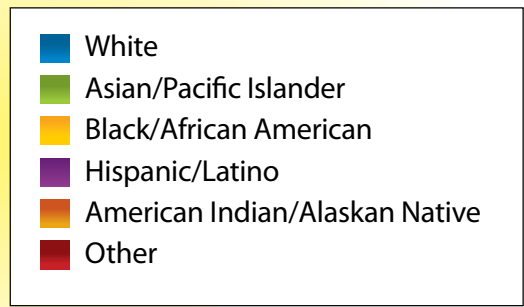 White
Asian/Pacific Islander
Black/African American
Hispanic/Latino
American Indian/Alaskan Native
Other